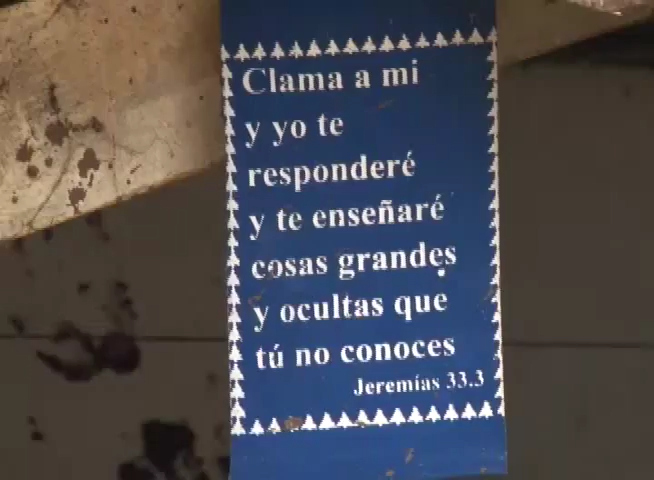 Clama a mi
y yo te
responderé
y te enseñaré
cosas grandes
y ocultas que
tú no conoces
Jeremías 33.3